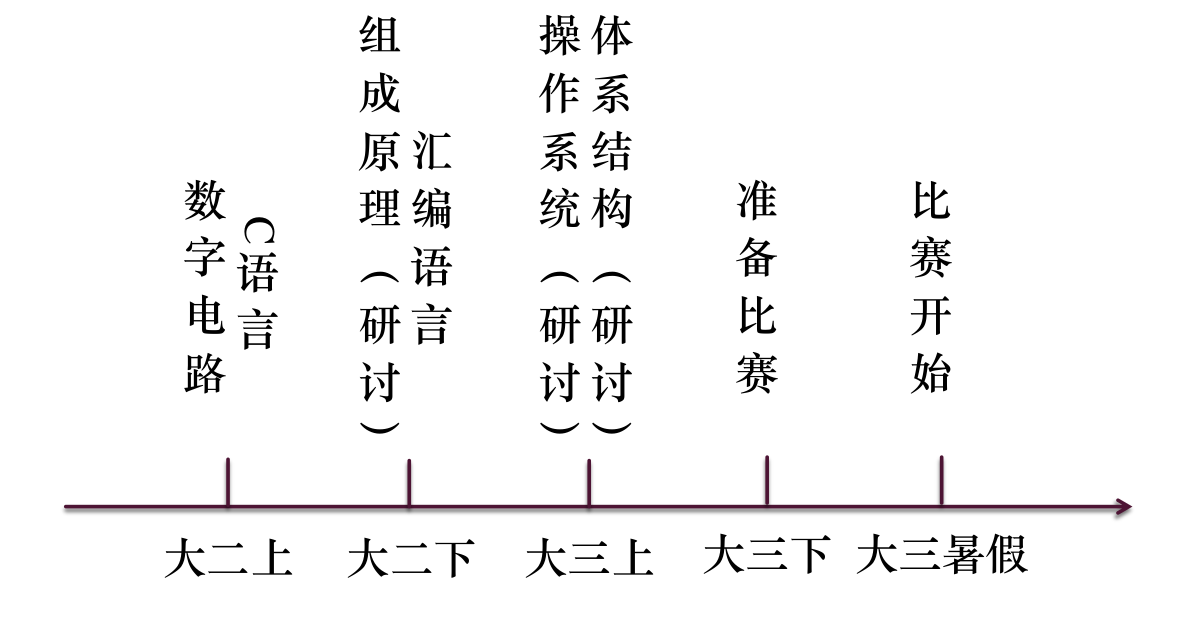 数字电路
C语言
组成原理（研讨）
汇编语言
操作系统（研讨）
体系结构（研讨）
准备比赛
比赛开始
大二上
大二下
大三上
大三下
大三暑假